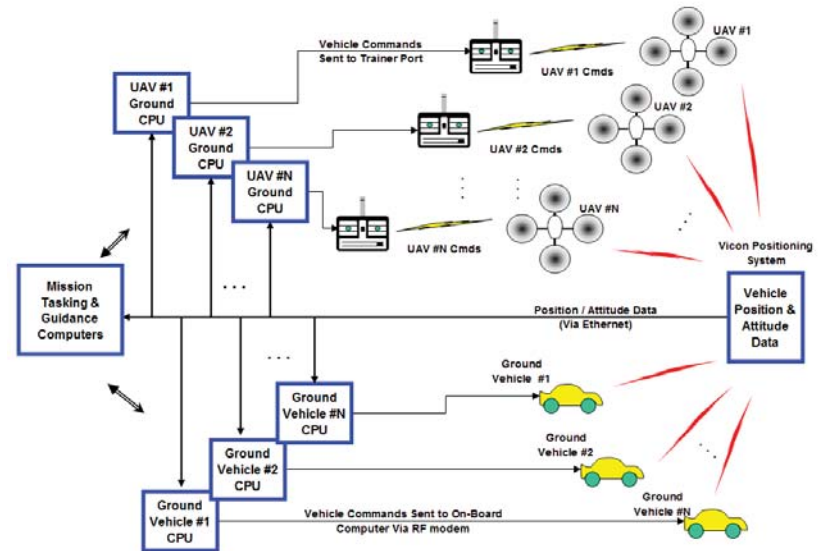 Vehicle Commands
Sent to Trainer Port
UAV #1
Ground
CPU
UAV #1 Cmds
UAV #1
UAV #2
Ground
CPU
UAV #2 Cmds
UAV #2
UAV #N
Ground
CPU
UAV #N Cmds
UAV #N
Vicon Positioning
System
Mission
Tasking &
Guidance
Computers
Position / Attitude Data
(Via Ethernet)
Vehicle
Position &
Attitude
Data
Ground
Vehicle #1
Ground
Vehicle #N
CPU
Ground
Vehicle #2
Ground
Vehicle #2
CPU
Ground
Vehicle #N
Ground
Vehicle #1
CPU
Vehicle Commands Sent to On-Board
Computer Via RF modem